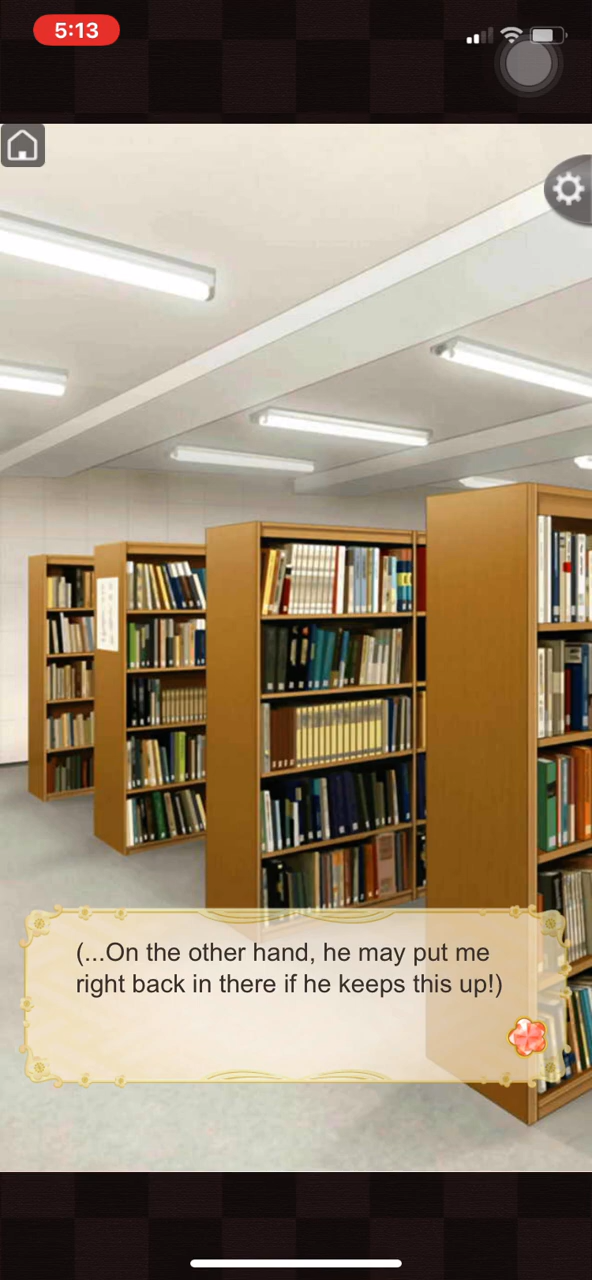 5:13
(...On the other hand, he may put me
right back in there if he keeps this up!)